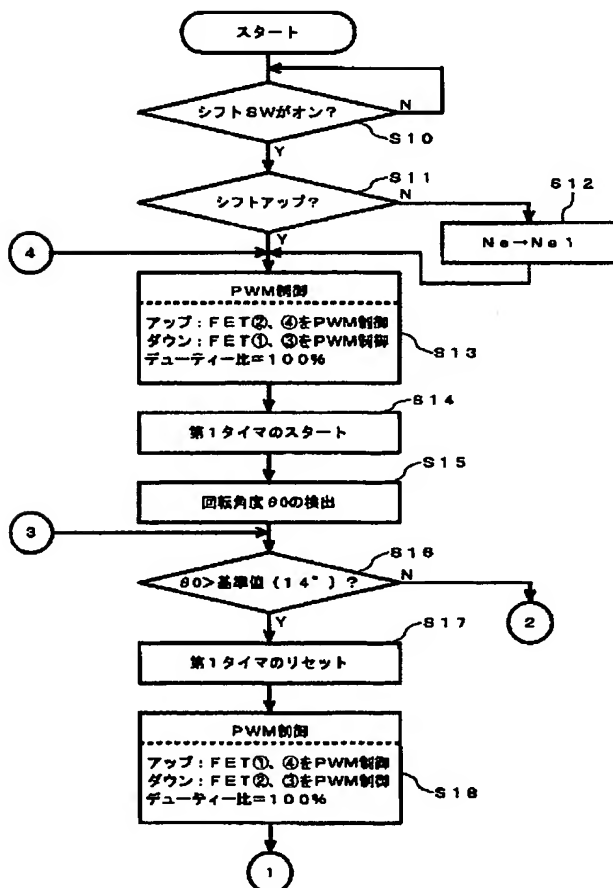 スタート
シフトSWがオン?
N
S10
Y
シフトアップ?
N
S11
S12
Y
Ne→Ne1
4
PWM制御
アップ:FET②、④をPWM制御
ダウン:FET①、③をPWM制御
デューティー比=100%
S13
S14
第1タイマのスタート
S15
回転角度θ0の検出
3
S16
θ0>基準値(14°)?
N
2
Y
S17
第1タイマのリセット
PWM制御
アップ:FET①、④をPWM制御
ダウン:FET②、③をPWM制御
デューティー比=100%
S18
1